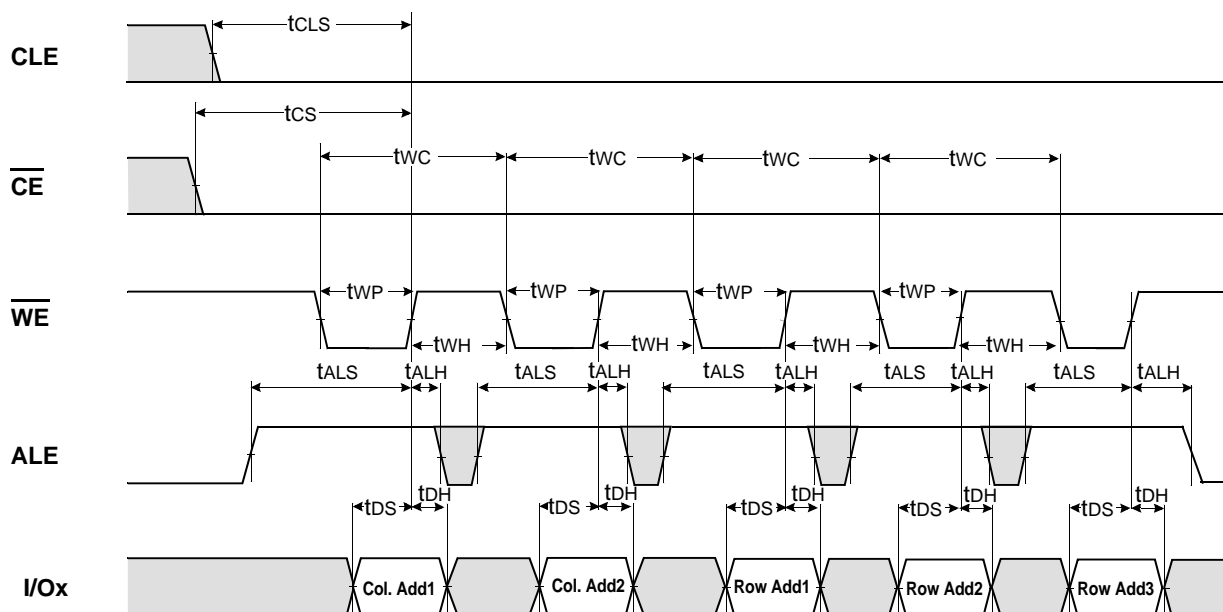 tCLS
CLE
tCS
tWC tWC tWC tWC
CE
tWP tWP tWP tWP
WE
tWH tWH tWH tWH
tALS tALH tALS tALH tALS tALH tALS tALH tALS tALH
ALE
tDS tDH tDS tDH tDS tDH tDS tDH tDS tDH
I/Ox Col. Add1 Col. Add2 Row Add1 Row Add2 Row Add3